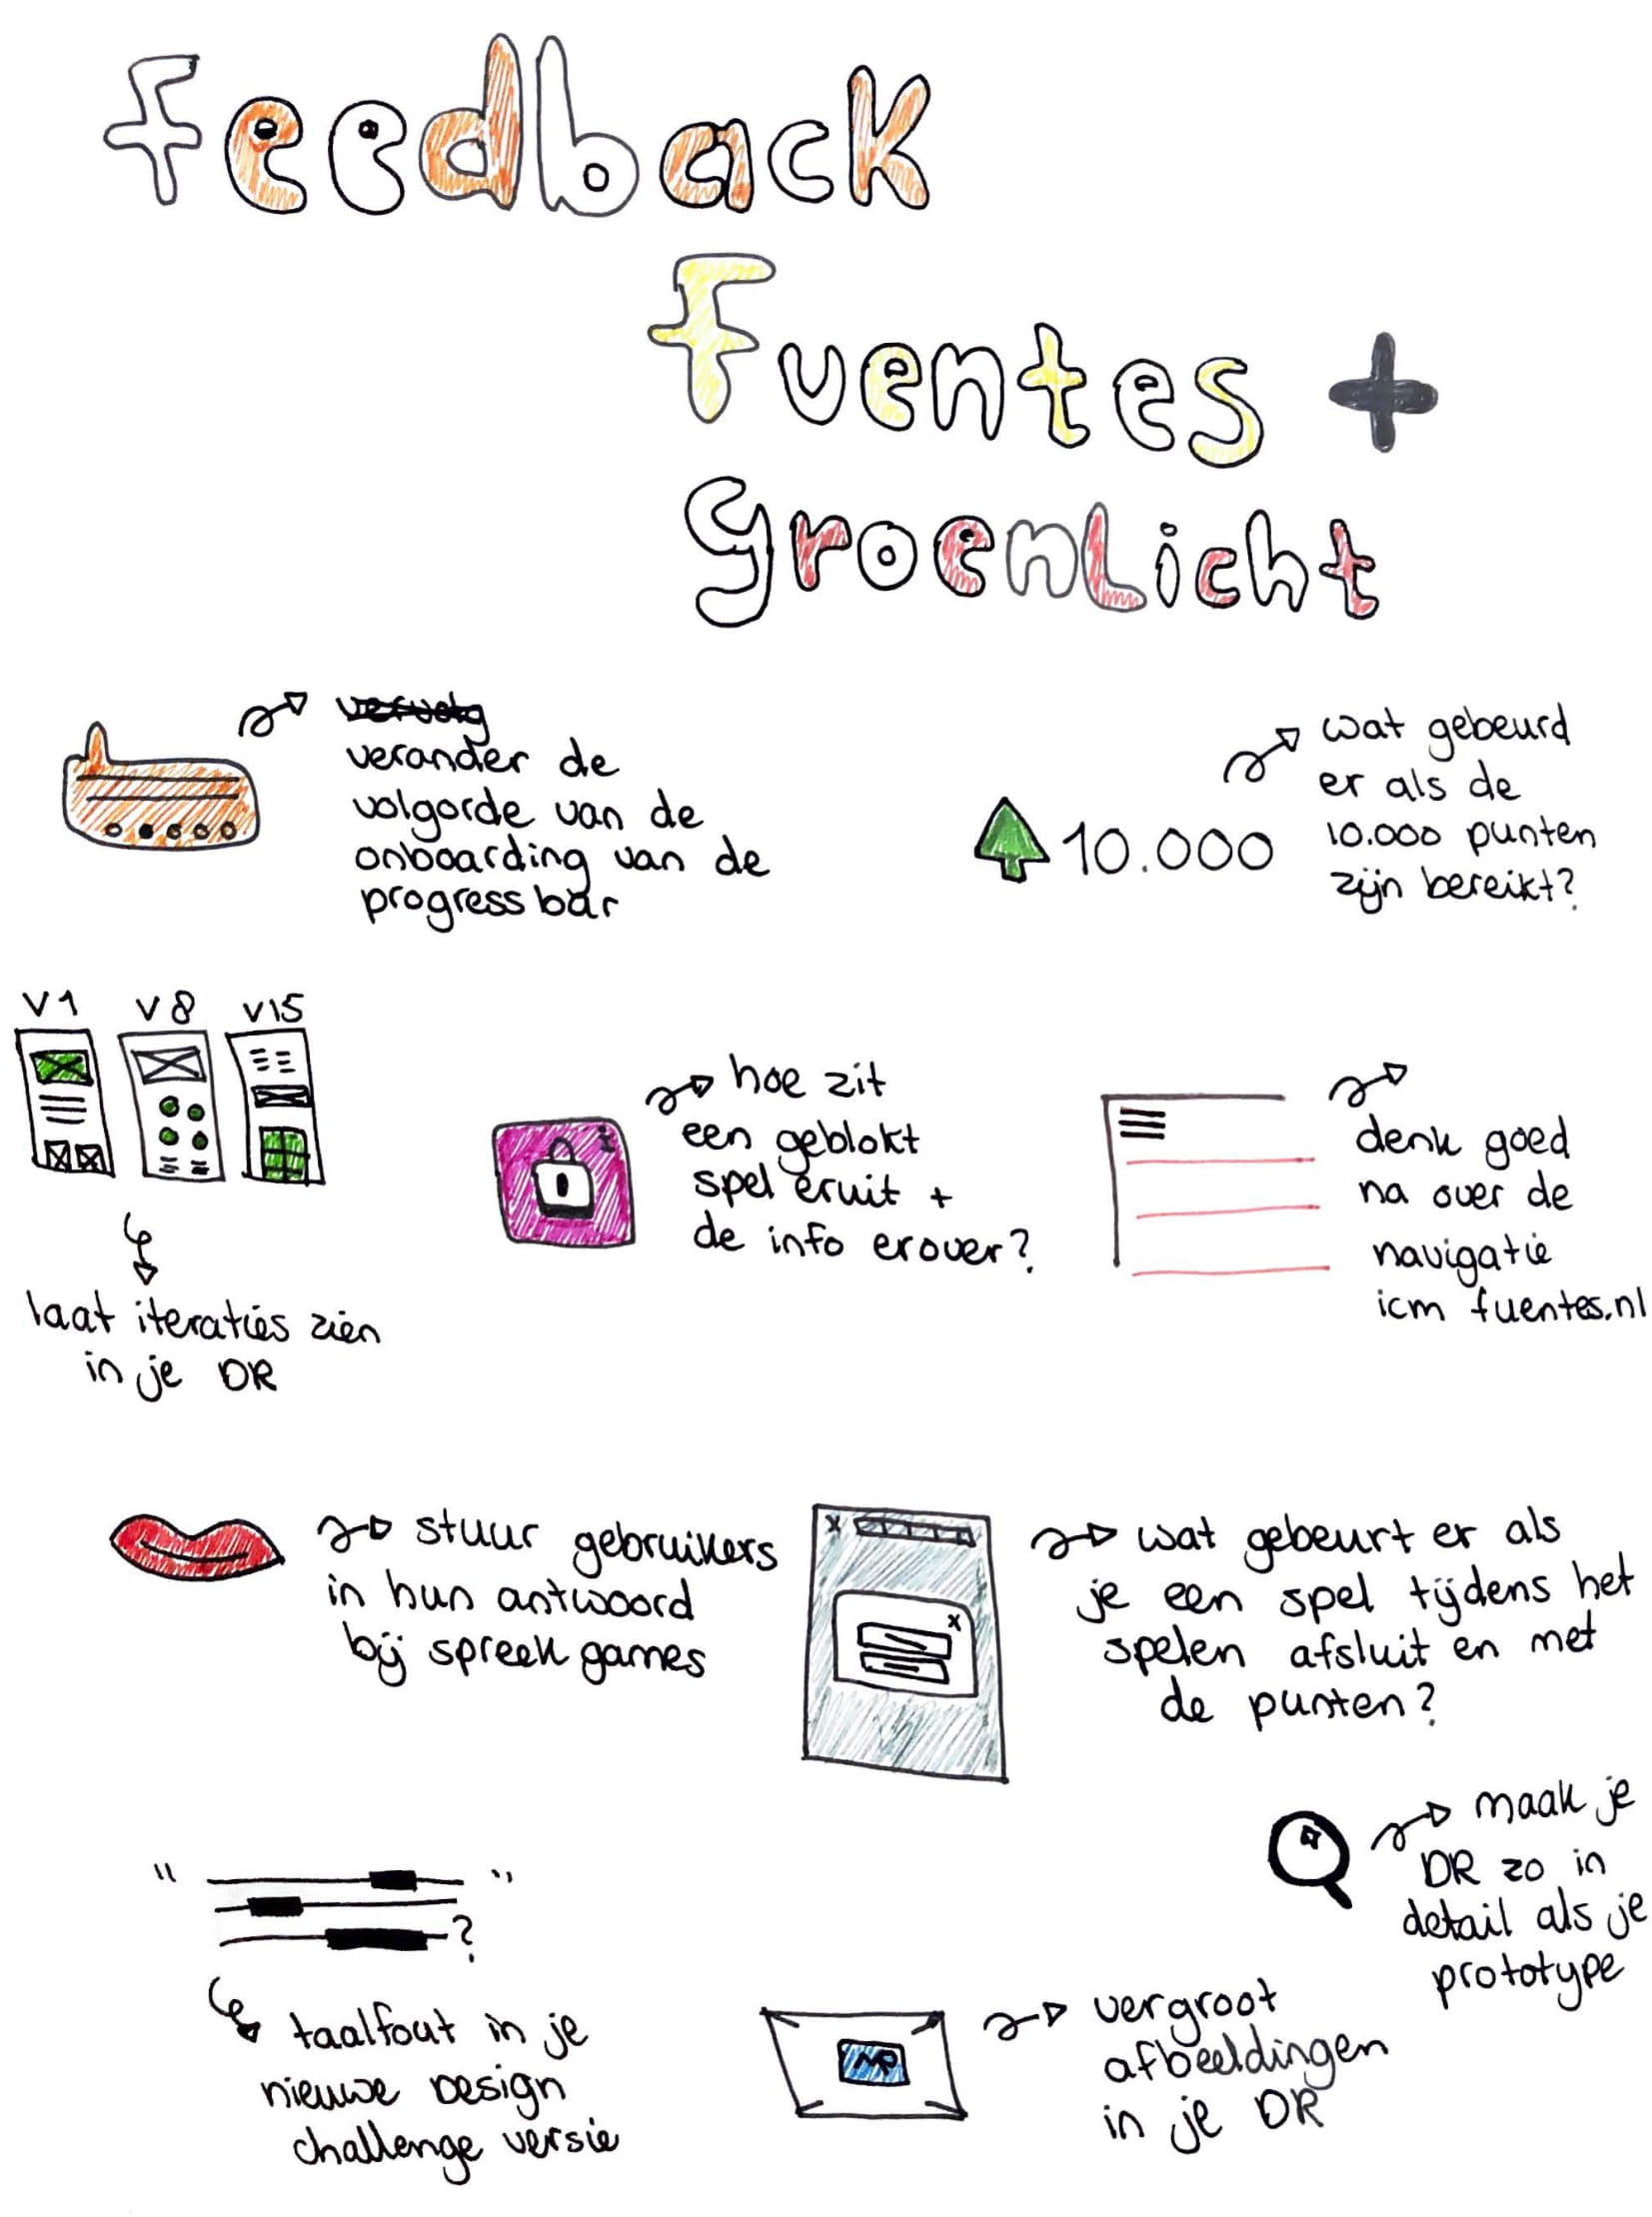 Feedback
Fuentes +
Groenlicht
vervolg
verander de
volgorde van de
onboarding van de
progress bar
10.000
wat gebeurd
er als de
10.000 punten
zijn bereikt?
V1 V8 V15
laat iteraties zien
in je DR
i
hoe zit
een geblokt
spel eruit +
de info erover?
denk goed
na over de
navigatie
icm fuentes.nl
stuur gebruikers
in hun antwoord
bij spreek games
x
x
wat gebeurt er als
je een spel tijdens het
spelen afsluit en met
de punten?
maak je
DR zo in
detail als je
prototype
" "
?
taalfout in je
nieuwe Design
challenge versie
vergroot
afbeeldingen
in je DR